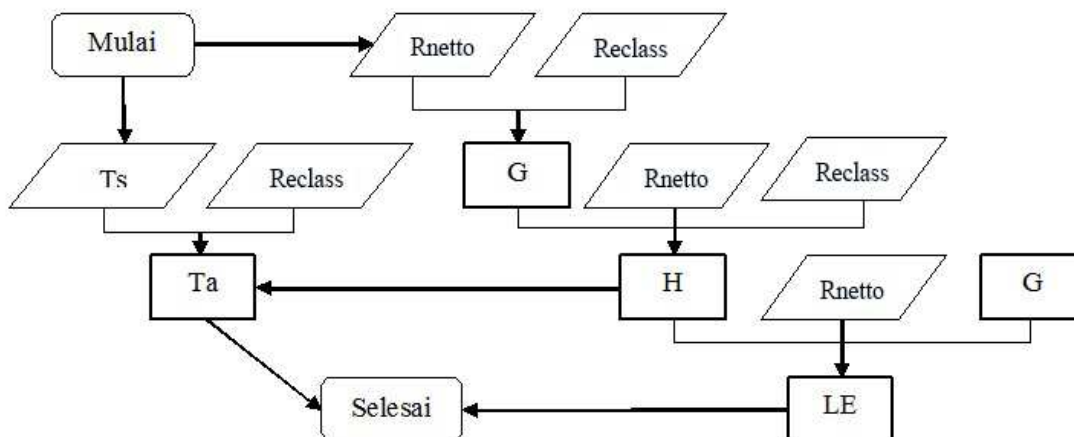 Mulai
Rnetto
Reclass
Ts
Reclass
G
Rnetto
Reclass
Ta
H
Rnetto
G
Selesai
LE